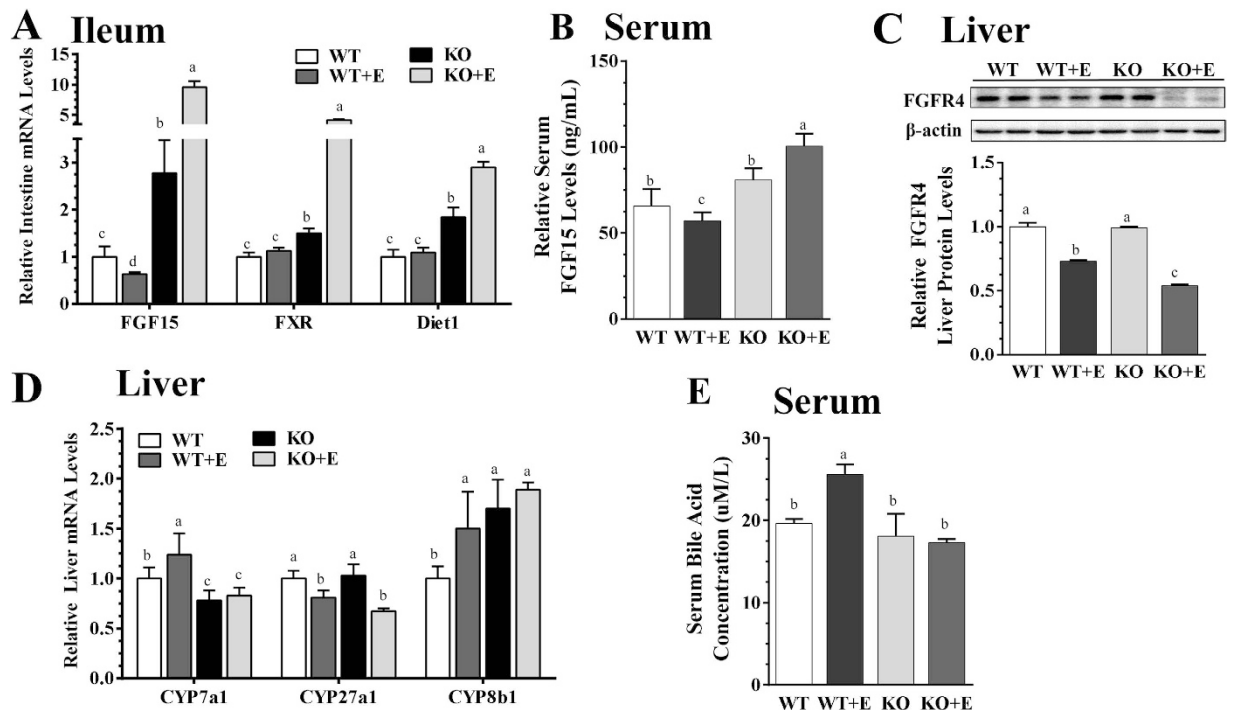 A Ileum
Relative Intestine mRNA Levels
WT
WT+E
KO
KO+E
15
10
5
3
2
1
0
c
d
b
a
c
c
b
a
c
c
b
a
FGF15
FXR
Diet1
B Serum
Relative Serum
FGF15 Levels (ng/mL)
150
100
50
0
b
c
b
a
WT WT+E KO KO+E
C Liver
WT WT+E KO KO+E
FGFR4
β-actin
Relative FGFR4
Liver Protein Levels
1.5
1.0
0.5
0.0
a
b
a
c
WT WT+E KO KO+E
D Liver
Relative Liver mRNA Levels
WT
WT+E
KO
KO+E
2.5
2.0
1.5
1.0
0.5
0.0
b
a
c
c
a
b
a
b
b
a
a
a
CYP7a1
CYP27a1
CYP8b1
E Serum
Serum Bile Acid
Concentration (uM/L)
30
20
10
0
b
a
b
b
WT WT+E KO KO+E